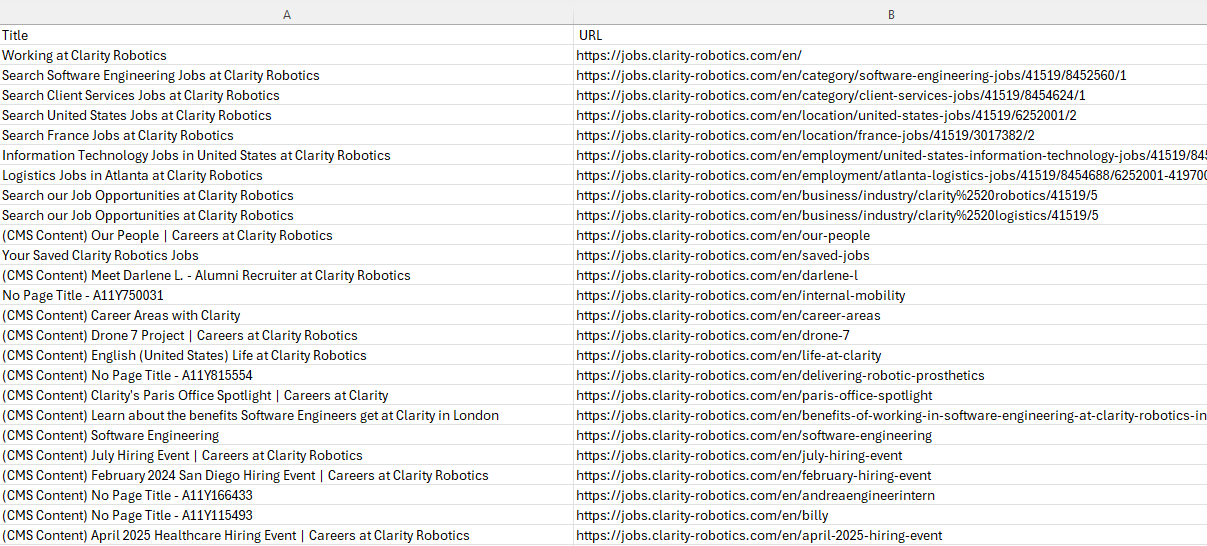 A B
Title URL
Working at Clarity Robotics https://jobs.clarity-robotics.com/en/
Search Software Engineering Jobs at Clarity Robotics https://jobs.clarity-robotics.com/en/category/software-engineering-jobs/41519/8452560/1
Search Client Services Jobs at Clarity Robotics https://jobs.clarity-robotics.com/en/category/client-services-jobs/41519/8454624/1
Search United States Jobs at Clarity Robotics https://jobs.clarity-robotics.com/en/location/united-states-jobs/41519/6252001/2
Search France Jobs at Clarity Robotics https://jobs.clarity-robotics.com/en/location/france-jobs/41519/3017382/2
Information Technology Jobs in United States at Clarity Robotics https://jobs.clarity-robotics.com/en/employment/united-states-information-technology-jobs/41519/845
Logistics Jobs in Atlanta at Clarity Robotics https://jobs.clarity-robotics.com/en/employment/atlanta-logistics-jobs/41519/8454688/6252001-419700
Search our Job Opportunities at Clarity Robotics https://jobs.clarity-robotics.com/en/business/industry/clarity%2520robotics/41519/5
Search our Job Opportunities at Clarity Robotics https://jobs.clarity-robotics.com/en/business/industry/clarity%2520logistics/41519/5
(CMS Content) Our People | Careers at Clarity Robotics https://jobs.clarity-robotics.com/en/our-people
Your Saved Clarity Robotics Jobs https://jobs.clarity-robotics.com/en/saved-jobs
(CMS Content) Meet Darlene L. - Alumni Recruiter at Clarity Robotics https://jobs.clarity-robotics.com/en/darlene-l
No Page Title - A11Y750031 https://jobs.clarity-robotics.com/en/internal-mobility
(CMS Content) Career Areas with Clarity https://jobs.clarity-robotics.com/en/career-areas
(CMS Content) Drone 7 Project | Careers at Clarity Robotics https://jobs.clarity-robotics.com/en/drone-7
(CMS Content) English (United States) Life at Clarity Robotics https://jobs.clarity-robotics.com/en/life-at-clarity
(CMS Content) No Page Title - A11Y815554 https://jobs.clarity-robotics.com/en/delivering-robotic-prosthetics
(CMS Content) Clarity's Paris Office Spotlight | Careers at Clarity https://jobs.clarity-robotics.com/en/paris-office-spotlight
(CMS Content) Learn about the benefits Software Engineers get at Clarity in London https://jobs.clarity-robotics.com/en/benefits-of-working-in-software-engineering-at-clarity-robotics-in
(CMS Content) Software Engineering https://jobs.clarity-robotics.com/en/software-engineering
(CMS Content) July Hiring Event | Careers at Clarity Robotics https://jobs.clarity-robotics.com/en/july-hiring-event
(CMS Content) February 2024 San Diego Hiring Event | Careers at Clarity Robotics https://jobs.clarity-robotics.com/en/february-hiring-event
(CMS Content) No Page Title - A11Y166433 https://jobs.clarity-robotics.com/en/andreaengineerintern
(CMS Content) No Page Title - A11Y115493 https://jobs.clarity-robotics.com/en/billy
(CMS Content) April 2025 Healthcare Hiring Event | Careers at Clarity Robotics https://jobs.clarity-robotics.com/en/april-2025-hiring-event